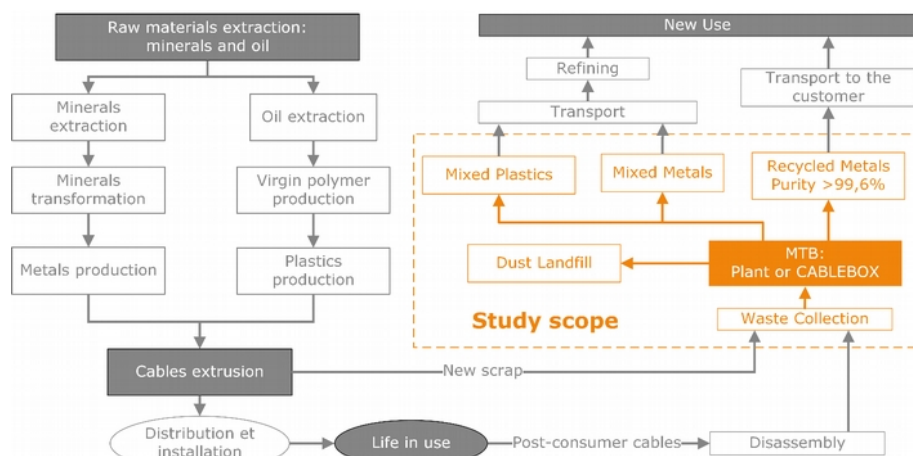 Raw materials extraction:
minerals and oil
Minerals
extraction
Oil extraction
Minerals
transformation
Virgin polymer
production
Metals production
Plastics
production
Cables extrusion
Distribution et
installation
Life in use
Post-consumer cables
Disassembly
New scrap
New Use
Refining
Transport
Transport to the
customer
Mixed Plastics
Mixed Metals
Recycled Metals
Purity >99,6%
Dust Landfill
MTB:
Plant or CABLEBOX
Study scope
Waste Collection